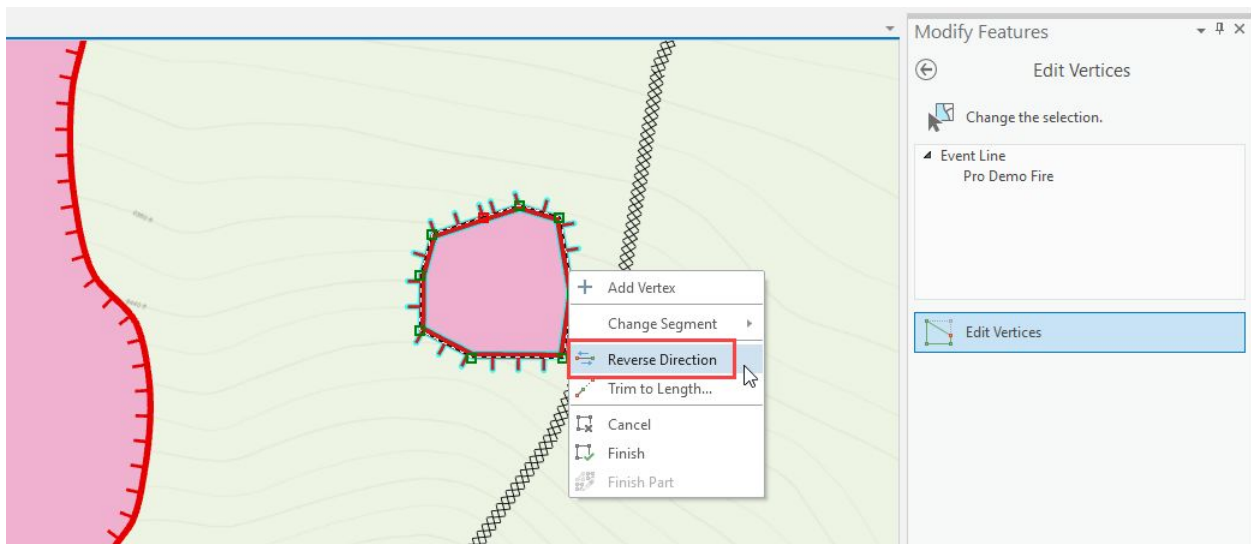 Modify Features
Edit Vertices
Change the selection.
Event Line
Pro Demo Fire
Edit Vertices
Add Vertex
Change Segment
Reverse Direction
Trim to Length...
Cancel
Finish
Finish Part